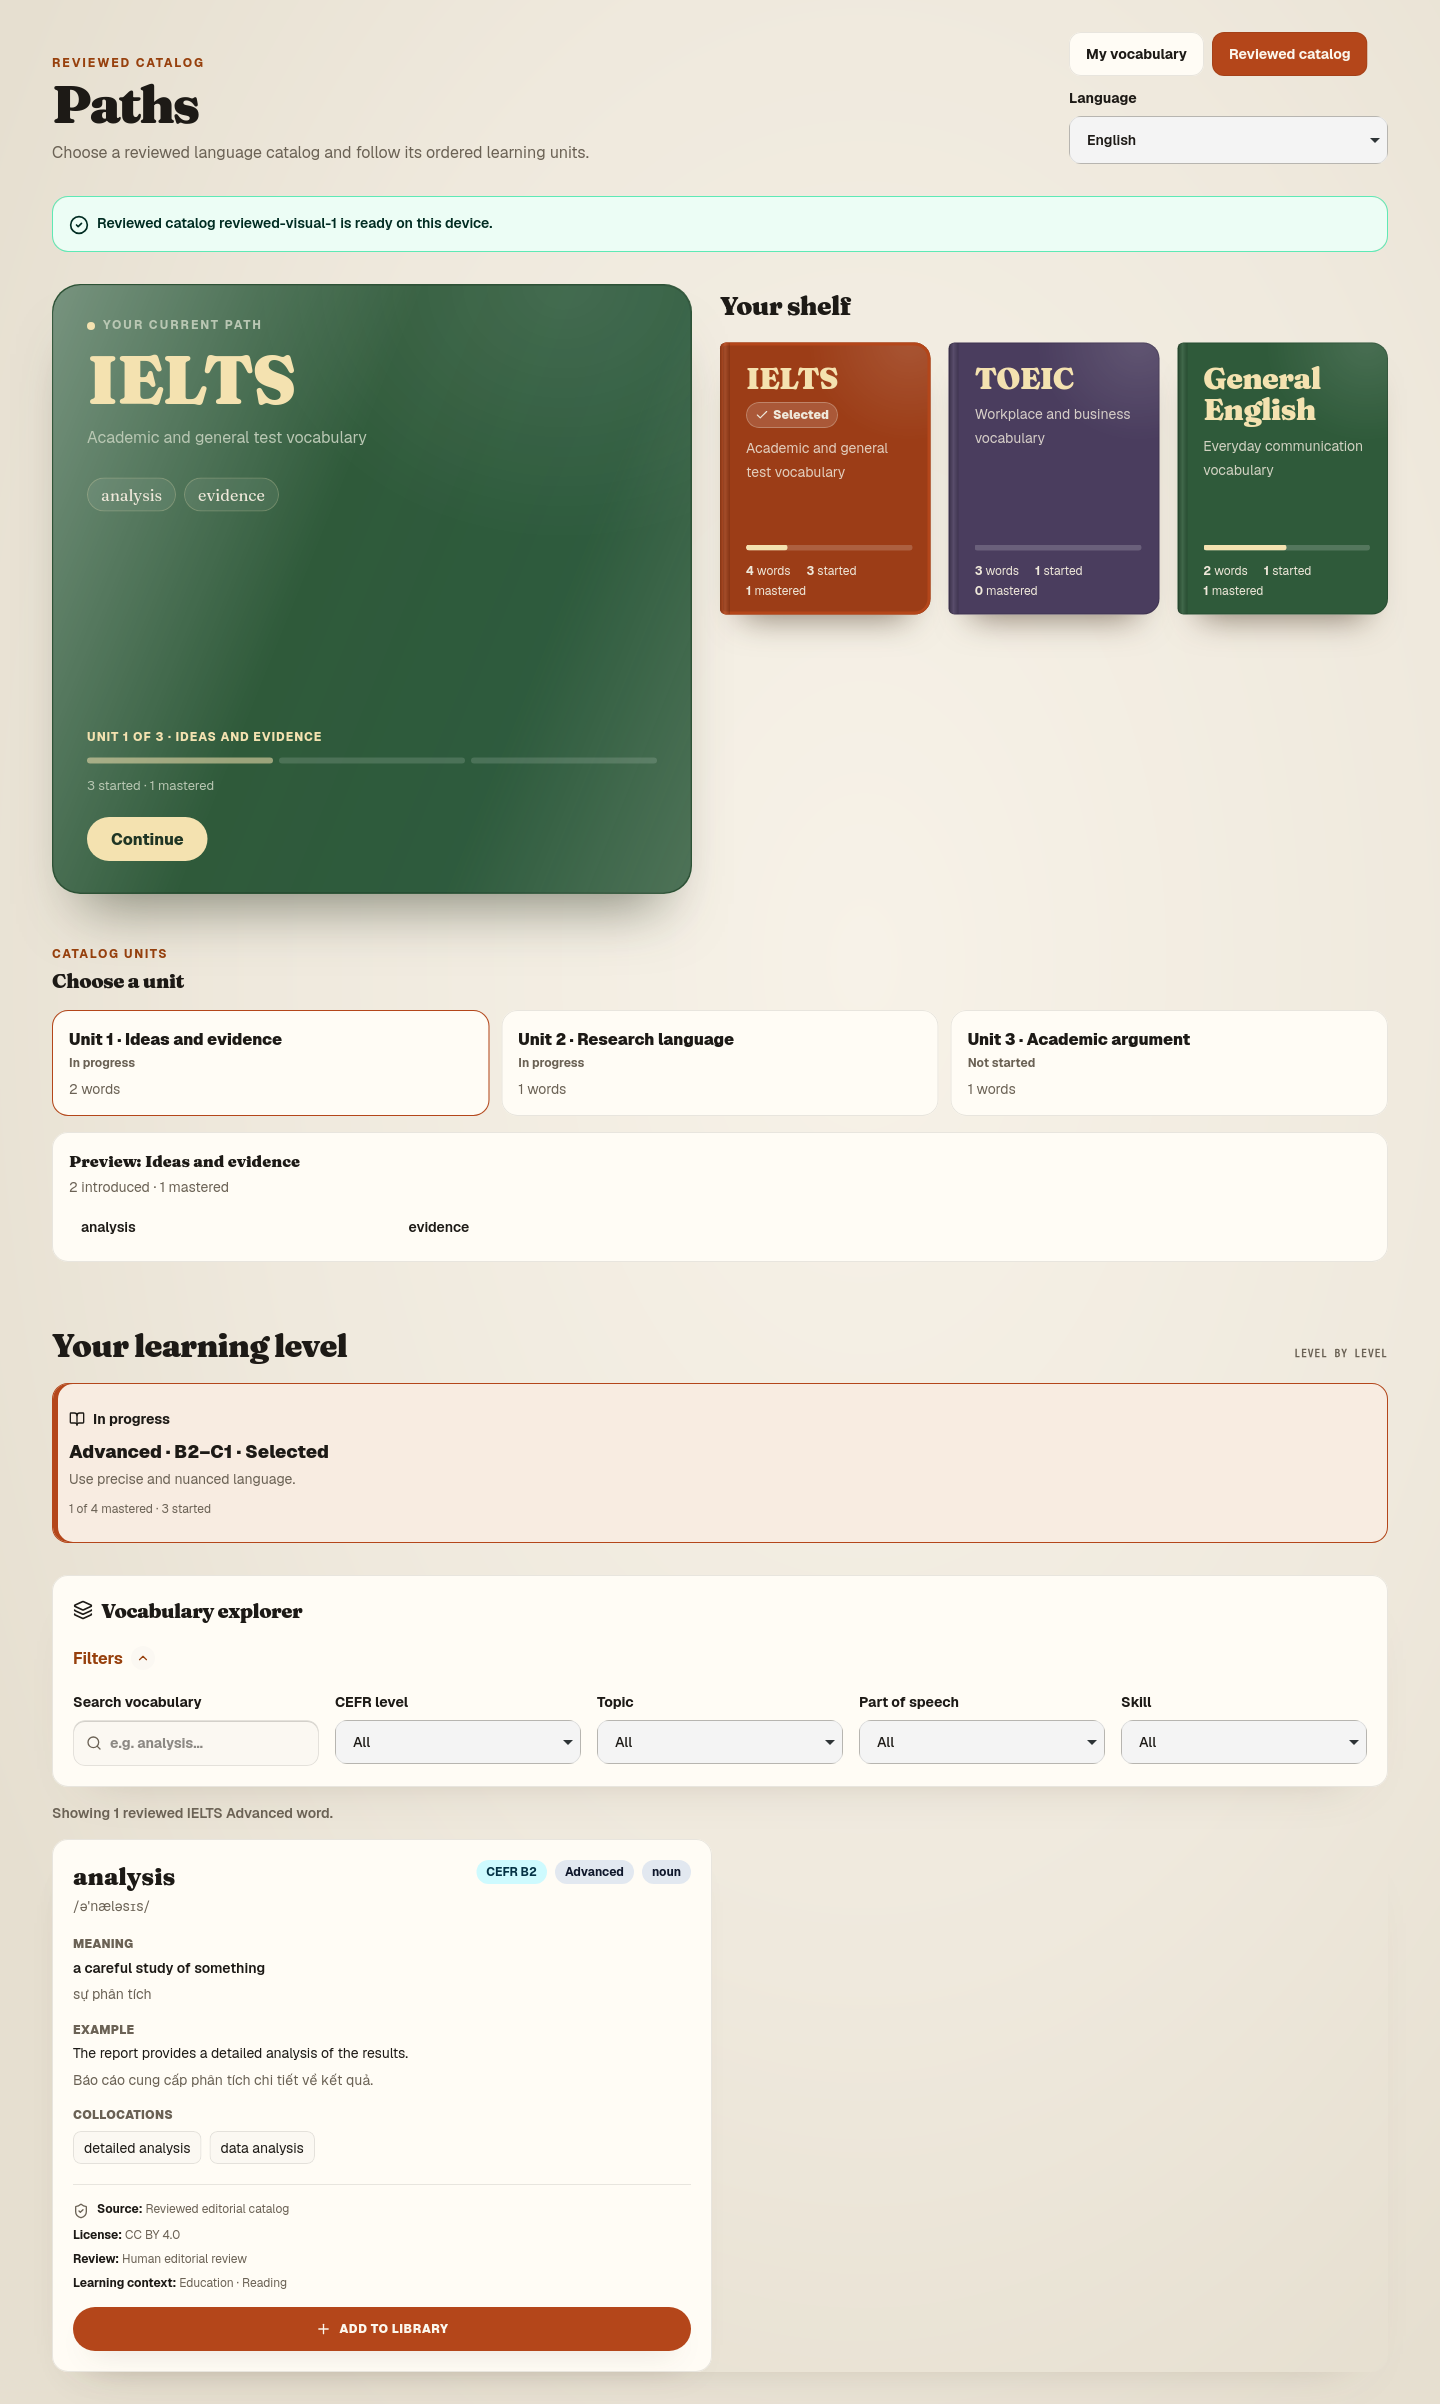 REVIEWED CATALOG
Paths
Choose a reviewed language catalog and follow its ordered learning units.
My vocabulary
Reviewed catalog
Language
English
Reviewed catalog reviewed-visual-1 is ready on this device.
YOUR CURRENT PATH
IELTS
Academic and general test vocabulary
analysis
evidence
UNIT 1 OF 3 · IDEAS AND EVIDENCE
3 started · 1 mastered
Continue
Your shelf
IELTS
Selected
Academic and general
test vocabulary
4 words 3 started
1 mastered
TOEIC
Workplace and business
vocabulary
3 words 1 started
0 mastered
General
English
Everyday communication
vocabulary
2 words 1 started
1 mastered
CATALOG UNITS
Choose a unit
Unit 1 · Ideas and evidence
In progress
2 words
Unit 2 · Research language
In progress
1 words
Unit 3 · Academic argument
Not started
1 words
Preview: Ideas and evidence
2 introduced · 1 mastered
analysis
evidence
Your learning level
LEVEL BY LEVEL
In progress
Advanced · B2–C1 · Selected
Use precise and nuanced language.
1 of 4 mastered · 3 started
Vocabulary explorer
Filters
Search vocabulary
e.g. analysis...
CEFR level
All
Topic
All
Part of speech
All
Skill
All
Showing 1 reviewed IELTS Advanced word.
analysis
CEFR B2
Advanced
noun
/əˈnæləsɪs/
MEANING
a careful study of something
sự phân tích
EXAMPLE
The report provides a detailed analysis of the results.
Báo cáo cung cấp phân tích chi tiết về kết quả.
COLLOCATIONS
detailed analysis
data analysis
Source: Reviewed editorial catalog
License: CC BY 4.0
Review: Human editorial review
Learning context: Education · Reading
ADD TO LIBRARY